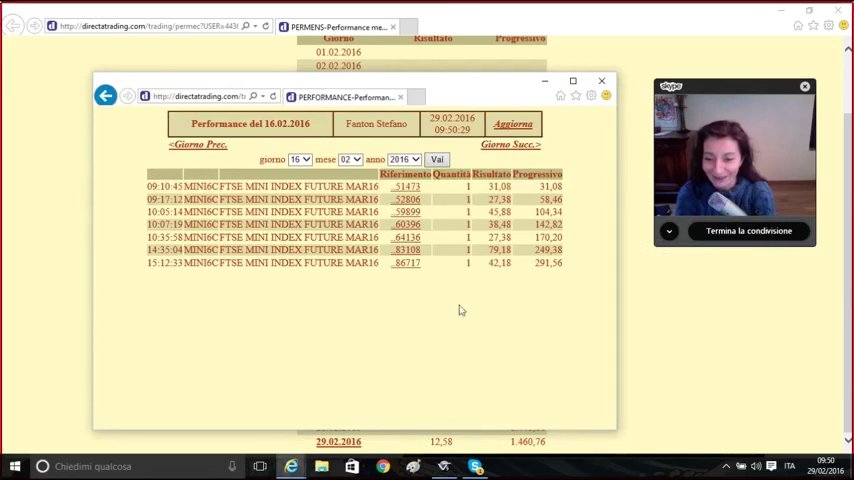 http://directatrading.com/trading/permec?USER=443
PERMENS-Performance me...
Giorno Risultato Progressivo
01.02.2016
02.02.2016
http://directatrading.com/tr
PERFORMANCE-Performan...
Performance del 16.02.2016 Fanton Stefano 29.02.2016 09:50:29 Aggiorna
<Giorno Prec. Giorno Succ.>
giorno 16 mese 02 anno 2016 Vai
Riferimento Quantità Risultato Progressivo
09:10:45 MINI6C FTSE MINI INDEX FUTURE MAR16 ..51473 1 31,08 31,08
09:17:12 MINI6C FTSE MINI INDEX FUTURE MAR16 ..52806 1 27,38 58,46
10:05:14 MINI6C FTSE MINI INDEX FUTURE MAR16 ..59899 1 45,88 104,34
10:07:19 MINI6C FTSE MINI INDEX FUTURE MAR16 ..60396 1 38,48 142,82
10:35:58 MINI6C FTSE MINI INDEX FUTURE MAR16 ..64136 1 27,38 170,20
14:35:04 MINI6C FTSE MINI INDEX FUTURE MAR16 ..83108 1 79,18 249,38
15:12:33 MINI6C FTSE MINI INDEX FUTURE MAR16 ..86717 1 42,18 291,56
skype
Termina la condivisione
29.02.2016 12,58 1.460,76
Chiedimi qualcosa
ITA
09:50
29/02/2016